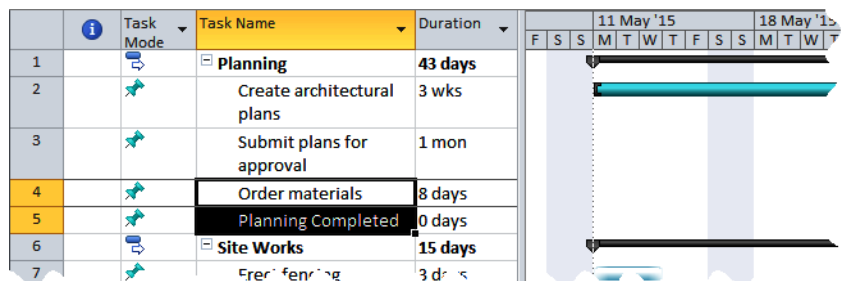 Task Mode Task Name Duration 11 May '15 18 May '15
F S S M T W T F S S M T W T
1 Planning 43 days
2 Create architectural plans 3 wks
3 Submit plans for approval 1 mon
4 Order materials 8 days
5 Planning Completed 0 days
6 Site Works 15 days
7